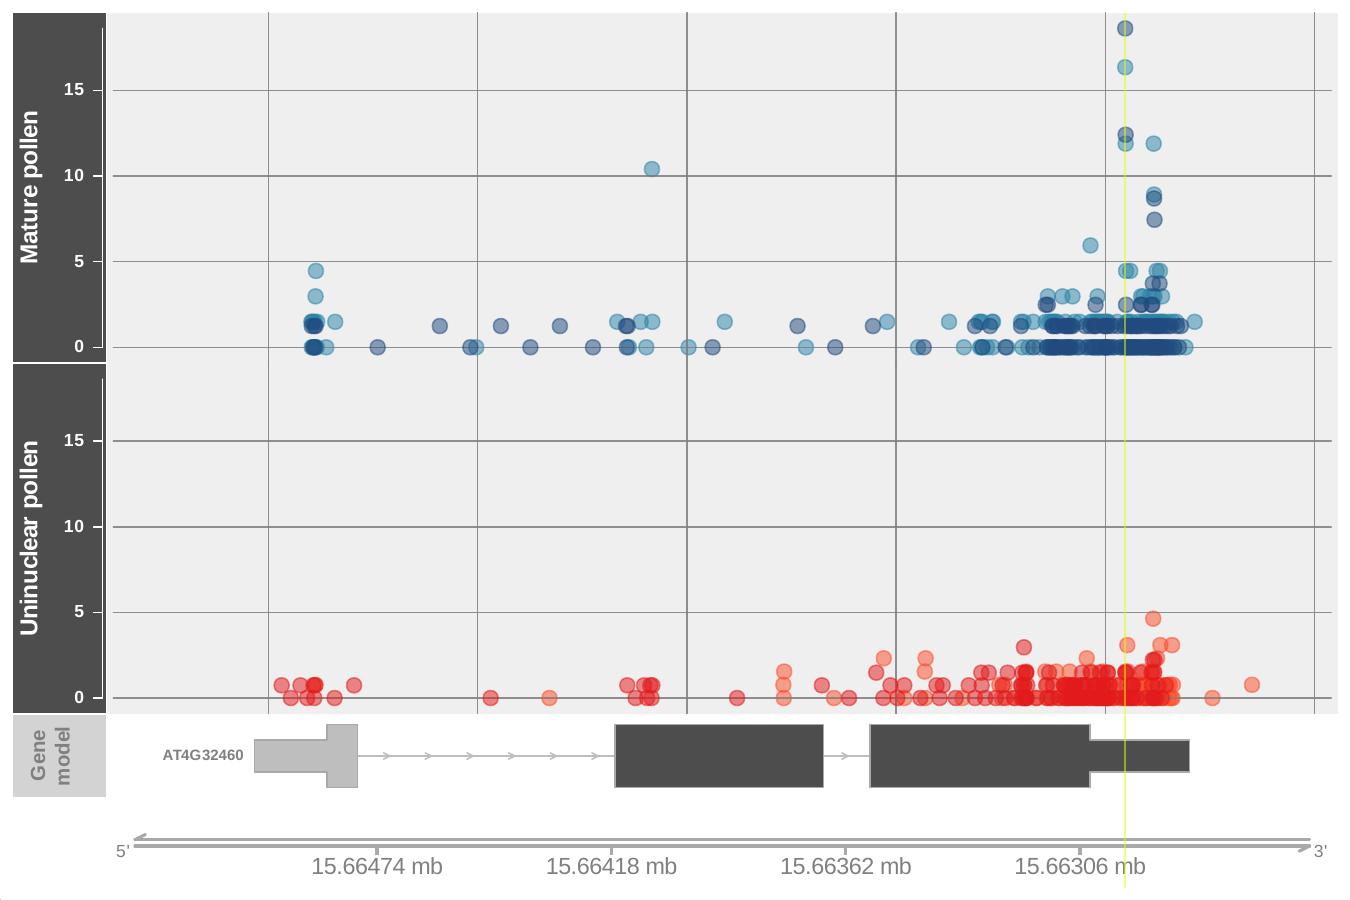 Mature pollen
15
10
5
0
Uninuclear pollen
15
10
5
0
Gene
model
AT4G32460
5'
3'
15.66474 mb
15.66418 mb
15.66362 mb
15.66306 mb